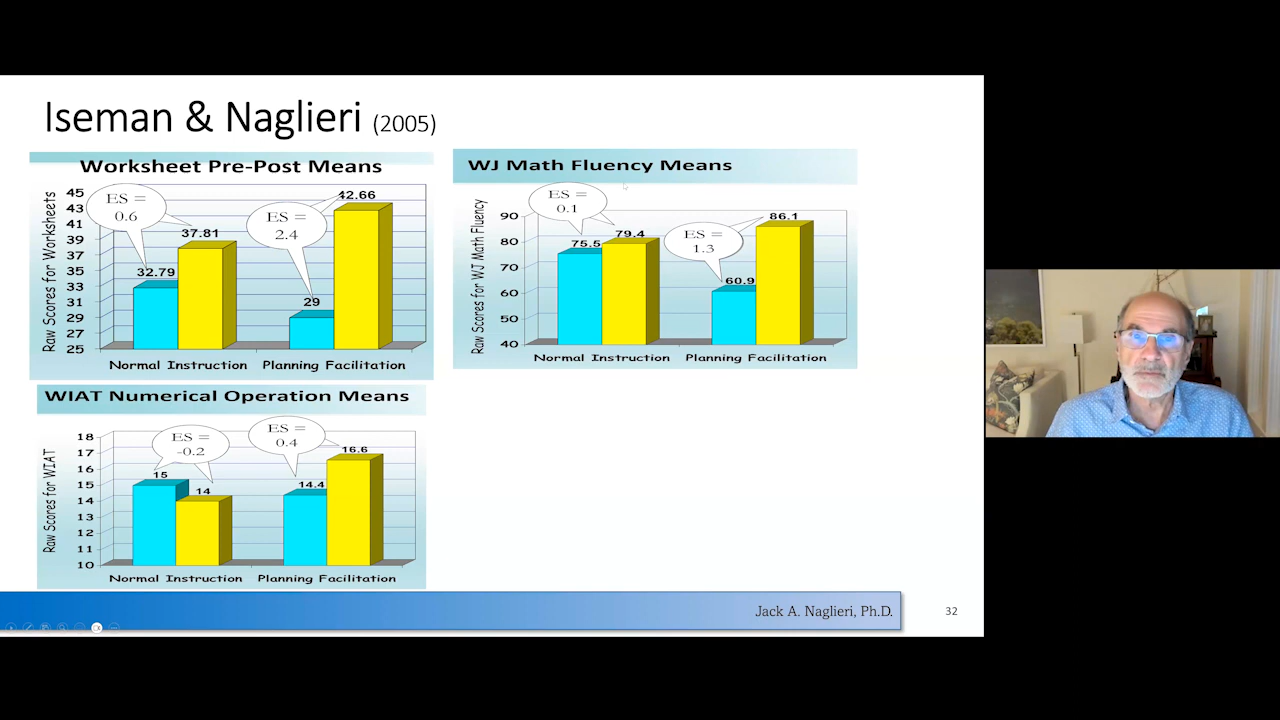 Iseman & Naglieri (2005)
Worksheet Pre-Post Means
Raw Scores for Worksheets
45
43
41
39
37
35
33
31
29
27
25
ES =
0.6
ES =
2.4
32.79
37.81
29
42.66
Normal Instruction
Planning Facilitation
WJ Math Fluency Means
Raw Scores for WJ Math Fluency
90
80
70
60
50
40
ES =
0.1
ES =
1.3
75.5
79.4
60.9
86.1
Normal Instruction
Planning Facilitation
WIAT Numerical Operation Means
Raw Scores for WIAT
18
17
16
15
14
13
12
11
10
ES =
-0.2
ES =
0.4
15
14
14.4
16.6
Normal Instruction
Planning Facilitation
Jack A. Naglieri, Ph.D.
32